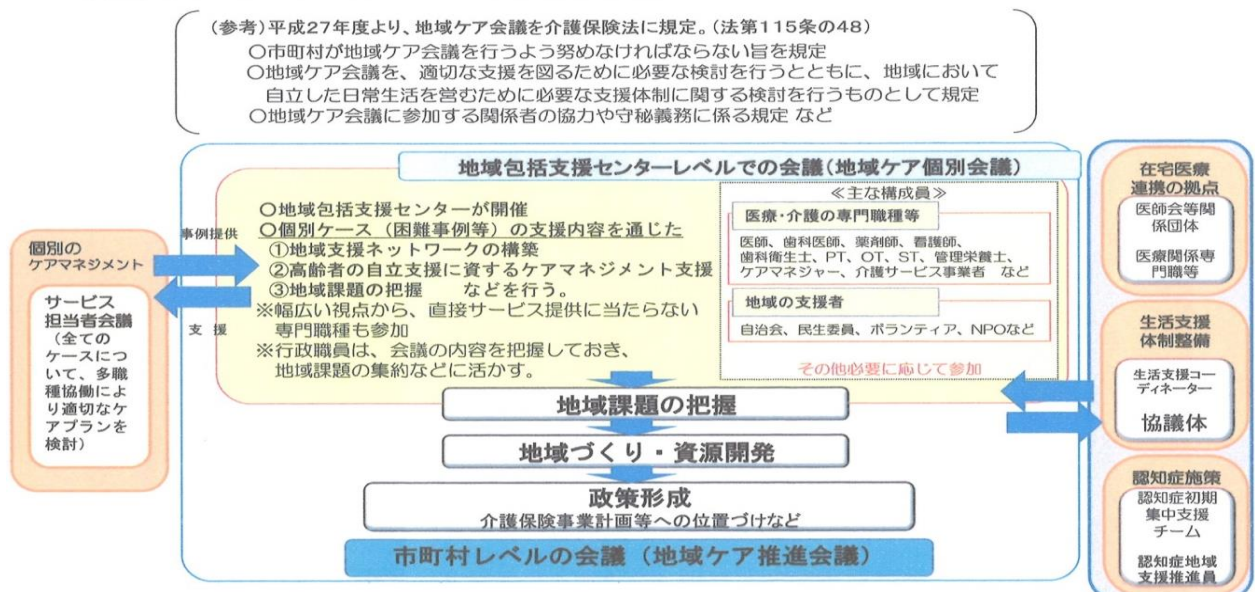 (参考)平成27年度より、地域ケア会議を介護保険法に規定。(法第115条の48)
〇市町村が地域ケア会議を行うよう努めなければならない旨を規定
〇地域ケア会議を、適切な支援を図るために必要な検討を行うとともに、地域において
自立した日常生活を営むために必要な支援体制に関する検討を行うものとして規定
〇地域ケア会議に参加する関係者の協力や守秘義務に係る規定 など
地域包括支援センターレベルでの会議(地域ケア個別会議)
個別の
ケアマネジメント
サービス
担当者会議
(全ての
ケースにつ
いて、多職
種協働によ
り適切なケ
アプランを
検討)
事例提供
支 援
〇地域包括支援センターが開催
〇個別ケース(困難事例等)の支援内容を通じた
①地域支援ネットワークの構築
②高齢者の自立支援に資するケアマネジメント支援
③地域課題の把握 などを行う。
※幅広い視点から、直接サービス提供に当たらない
専門職種も参加
※行政職員は、会議の内容を把握しておき、
地域課題の集約などに活かす。
≪主な構成員≫
医療・介護の専門職種等
医師、歯科医師、薬剤師、看護師、
歯科衛生士、PT、OT、ST、管理栄養士、
ケアマネジャー、介護サービス事業者 など
地域の支援者
自治会、民生委員、ボランティア、NPOなど
その他必要に応じて参加
地域課題の把握
地域づくり・資源開発
政策形成
介護保険事業計画等への位置づけなど
市町村レベルの会議(地域ケア推進会議)
在宅医療
連携の拠点
医師会等関
係団体
医療関係専
門職等
生活支援
体制整備
生活支援コー
ディネーター
協議体
認知症施策
認知症初期
集中支援
チーム
認知症地域
支援推進員